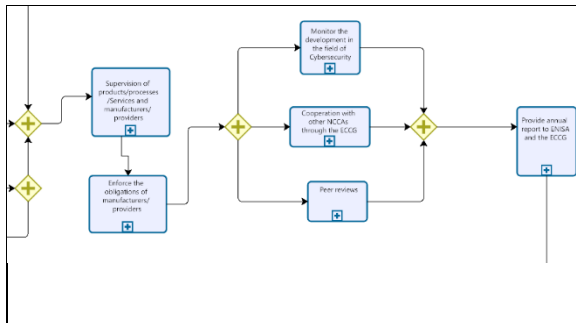 Monitor the
development in
the field of
Cybersecurity
Supervision of
products/processes
/Services and
manufacturers/
providers
Cooperation with
other NCCAs
through the ECCG
Provide annual
report to ENISA
and the ECCG
Enforce the
obligations of
manufacturers/
providers
Peer reviews